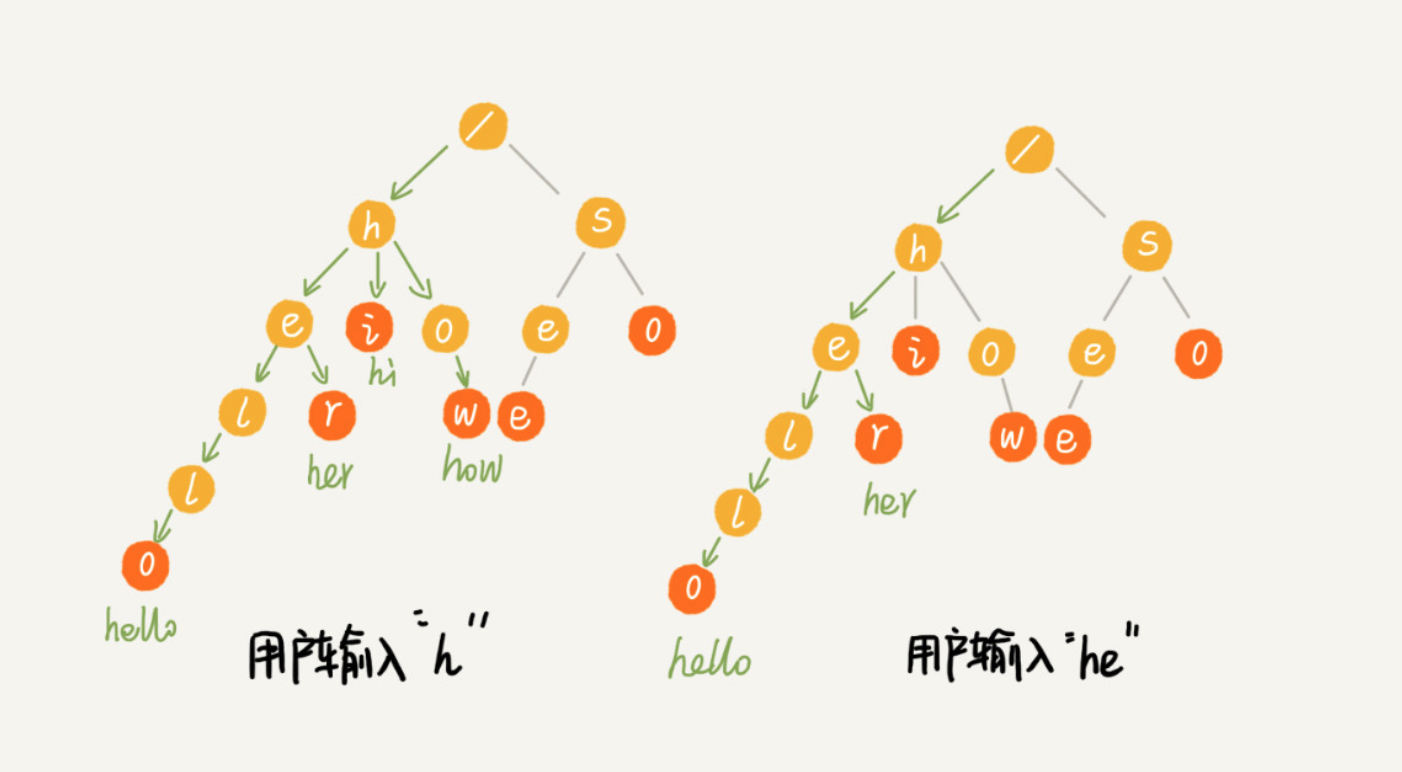 /
h S
e i o e o
hi
l r w e
her how
l
o
hello
用户输入“h”
/
h S
e i o e o
l r w e
l her
o
hello
用户输入“he”